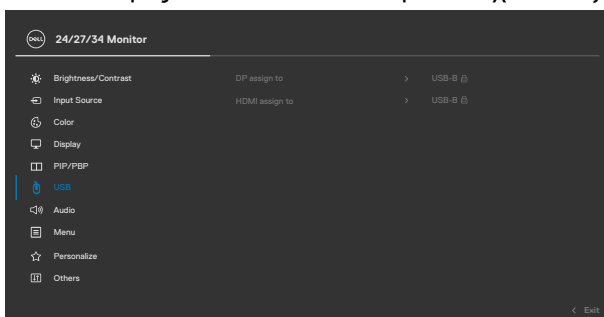 DELL
24/27/34 Monitor
Brightness/Contrast
DP assign to > USB-B
Input Source
HDMI assign to > USB-B
Color
Display
PIP/PBP
USB
Audio
Menu
Personalize
Others
< Exit